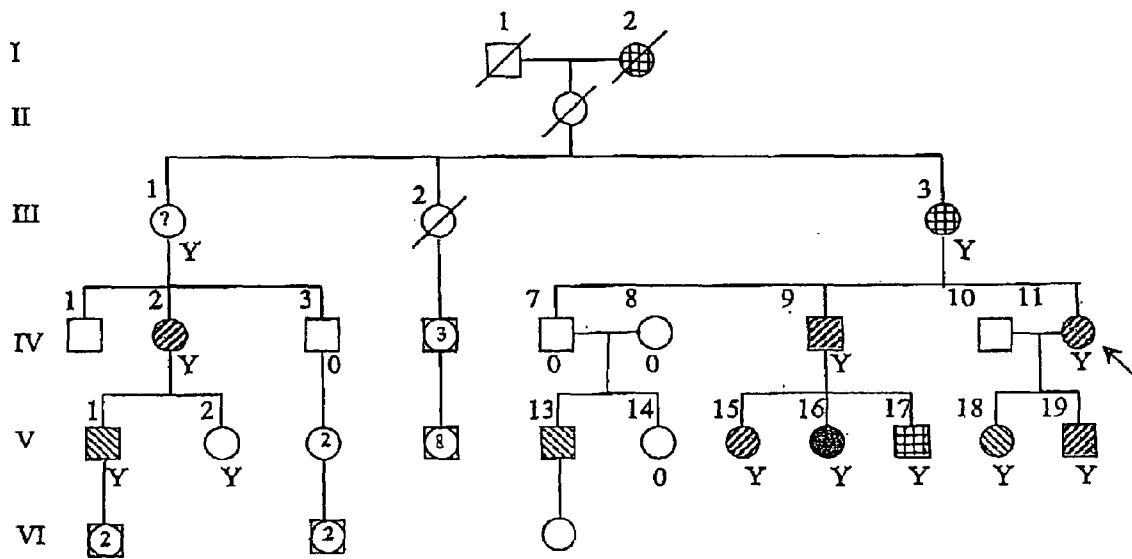 1 2
I
II
1 2 3
III ?
Y Y
1 2 3 7 8 9 10 11
IV 3
Y 0 0 0 Y Y
1 2 13 14 15 16 17 18 19
V 2 8
Y Y 0 Y Y Y Y Y
VI 2 2